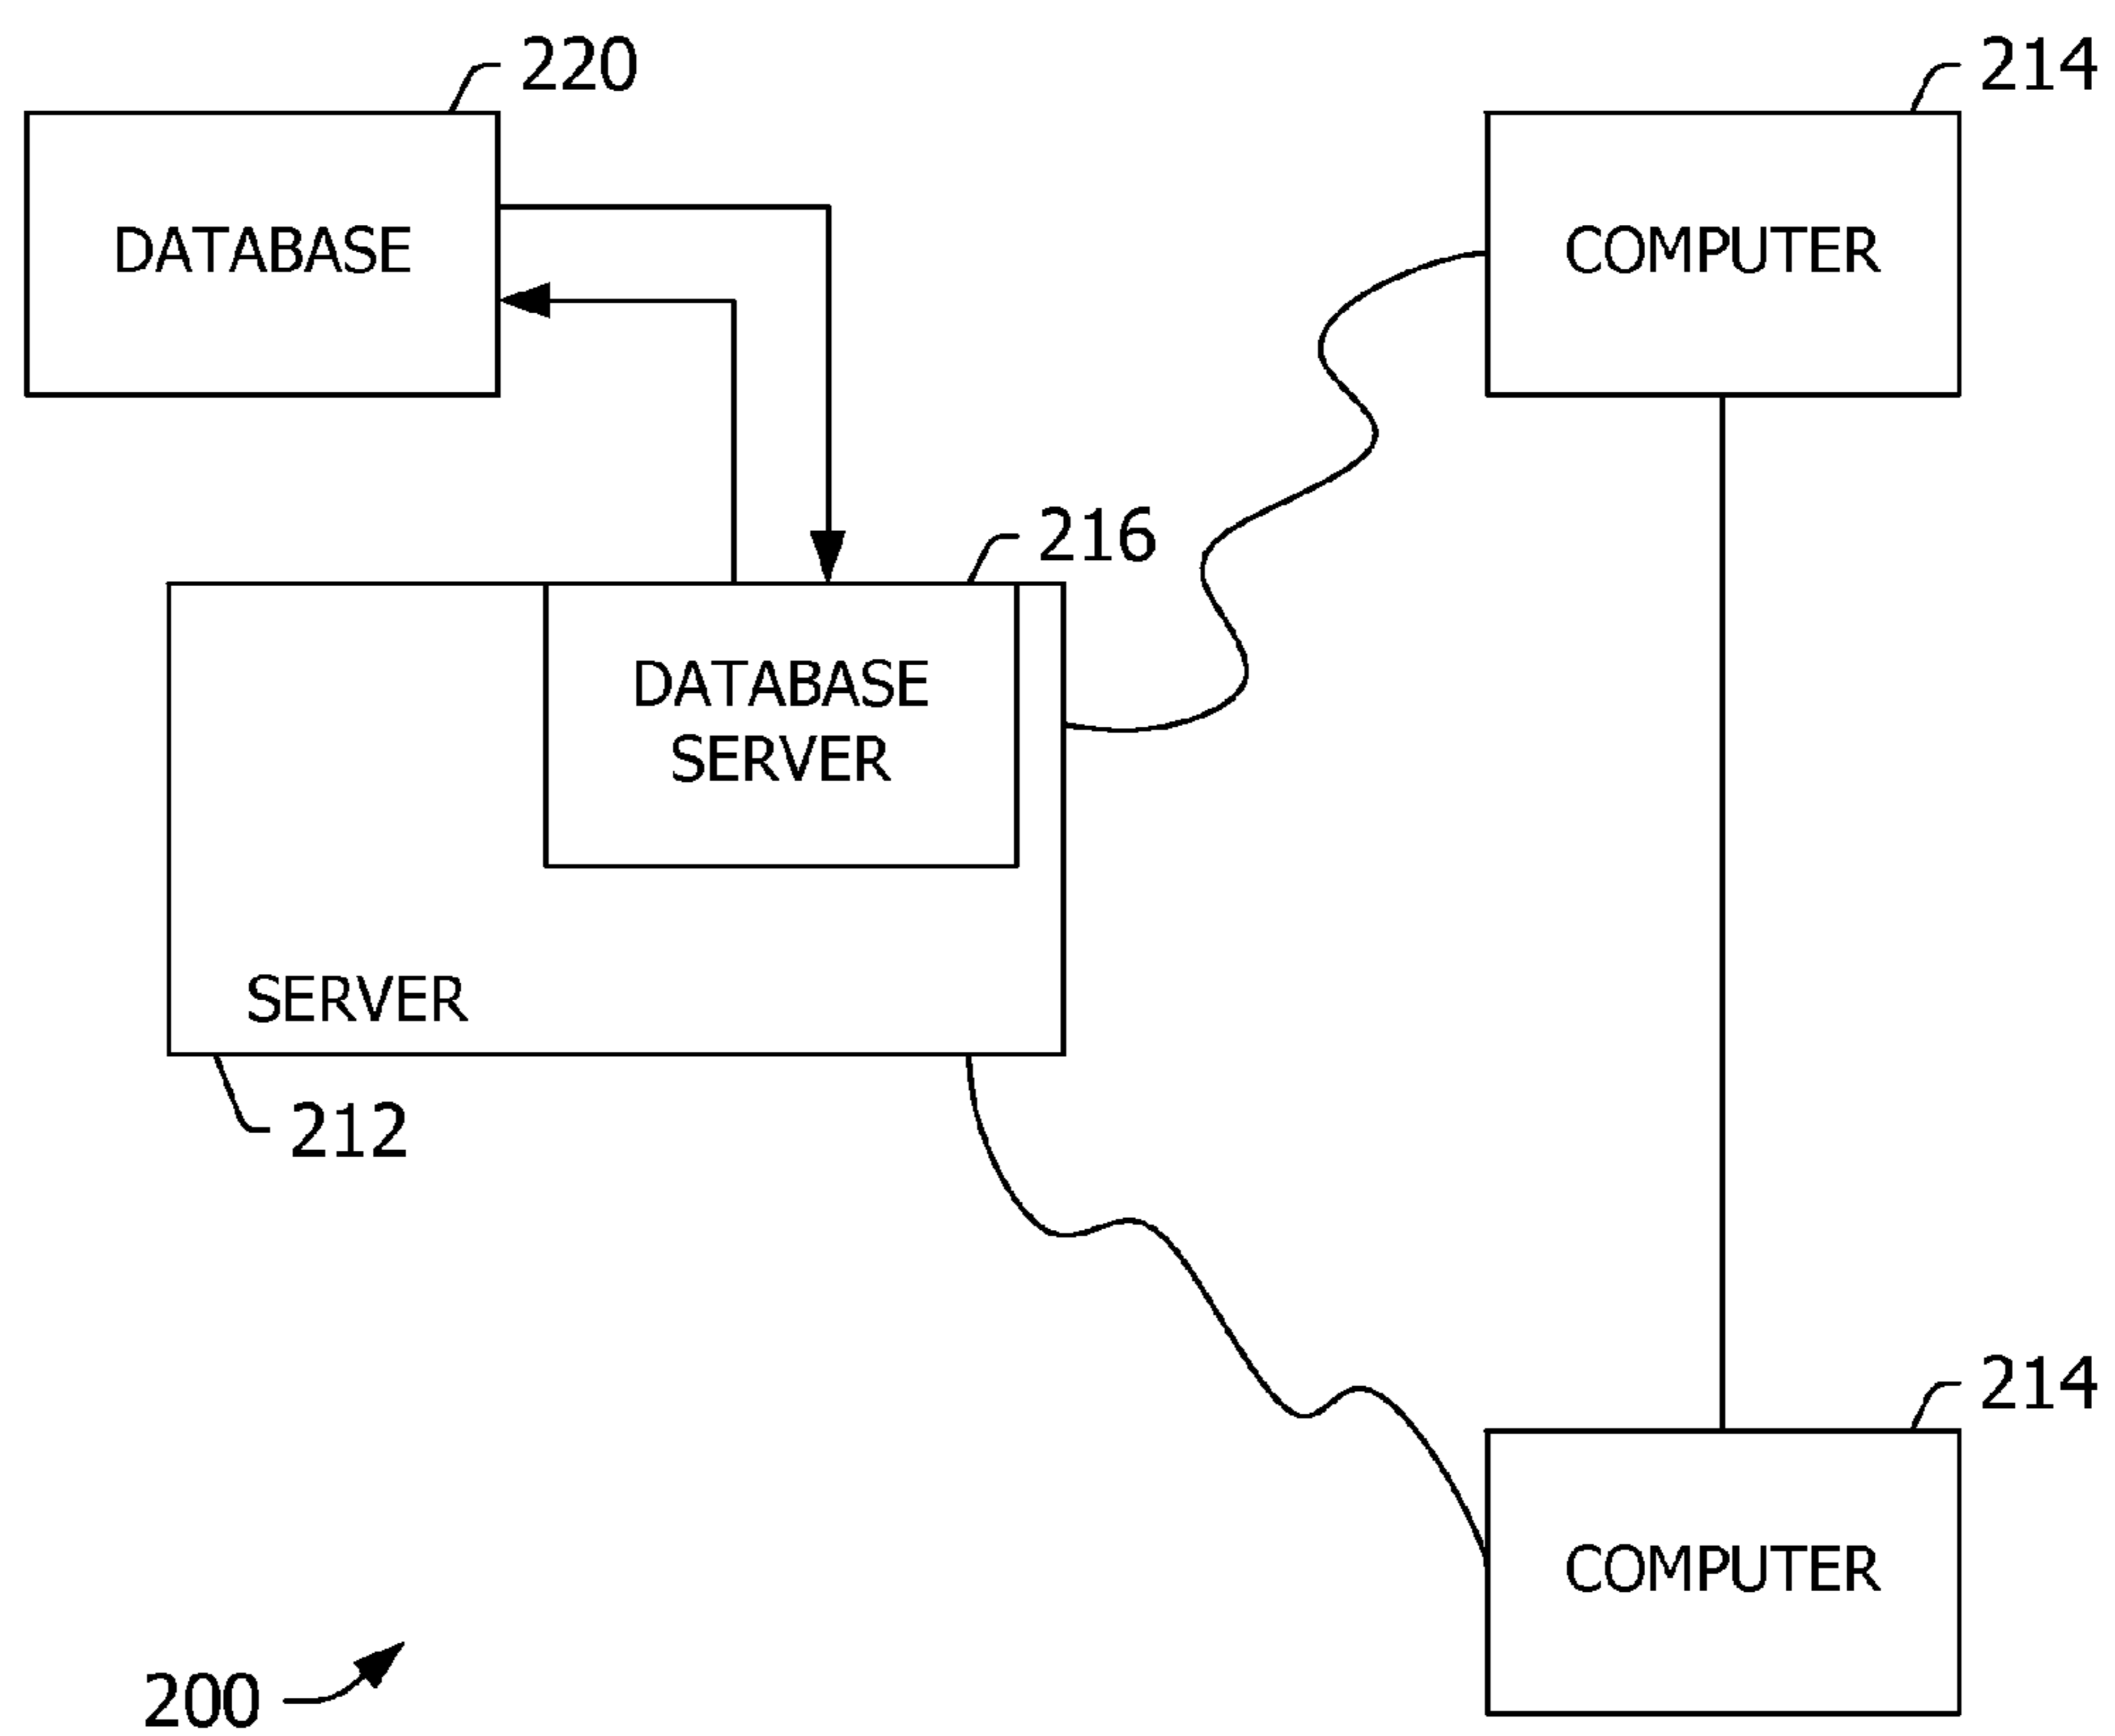 220
214
DATABASE
COMPUTER
216
DATABASE
SERVER
SERVER
212
214
COMPUTER
200